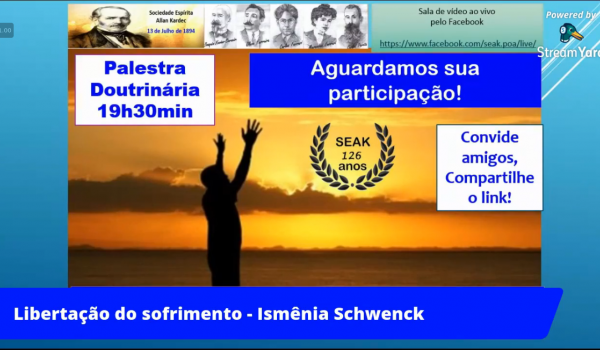 Sociedade Espírita
Allan Kardec
13 de Julho de 1894
Sala de vídeo ao vivo
pelo Facebook
https://www.facebook.com/seak.poa/live/
Powered by
StreamYard
Palestra
Doutrinária
19h30min
Aguardamos sua
participação!
SEAK
126
anos
Convide
amigos,
Compartilhe
o link!
Libertação do sofrimento - Ismênia Schwenck